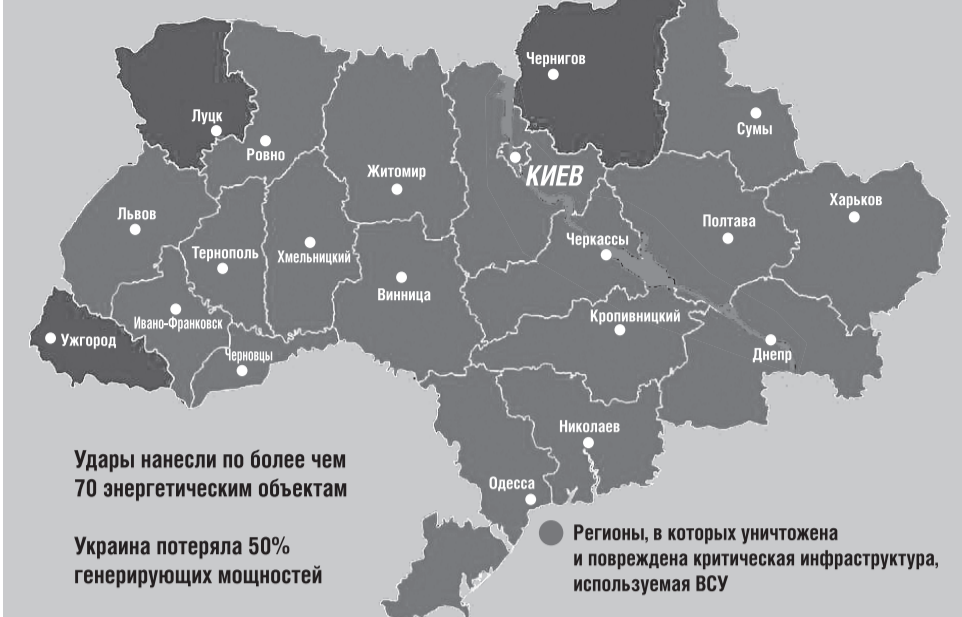 Чернигов
Луцк
Сумы
Ровно
КИЕВ
Житомир
Харьков
Львов
Полтава
Тернополь
Хмельницкий
Черкассы
Винница
Ивано-Франковск
Кропивницкий
Ужгород
Черновцы
Днепр
Николаев
Одесса
Удары нанесли по более чем
70 энергетическим объектам
Украина потеряла 50%
генерирующих мощностей
Регионы, в которых уничтожена
и повреждена критическая инфраструктура,
используемая ВСУ